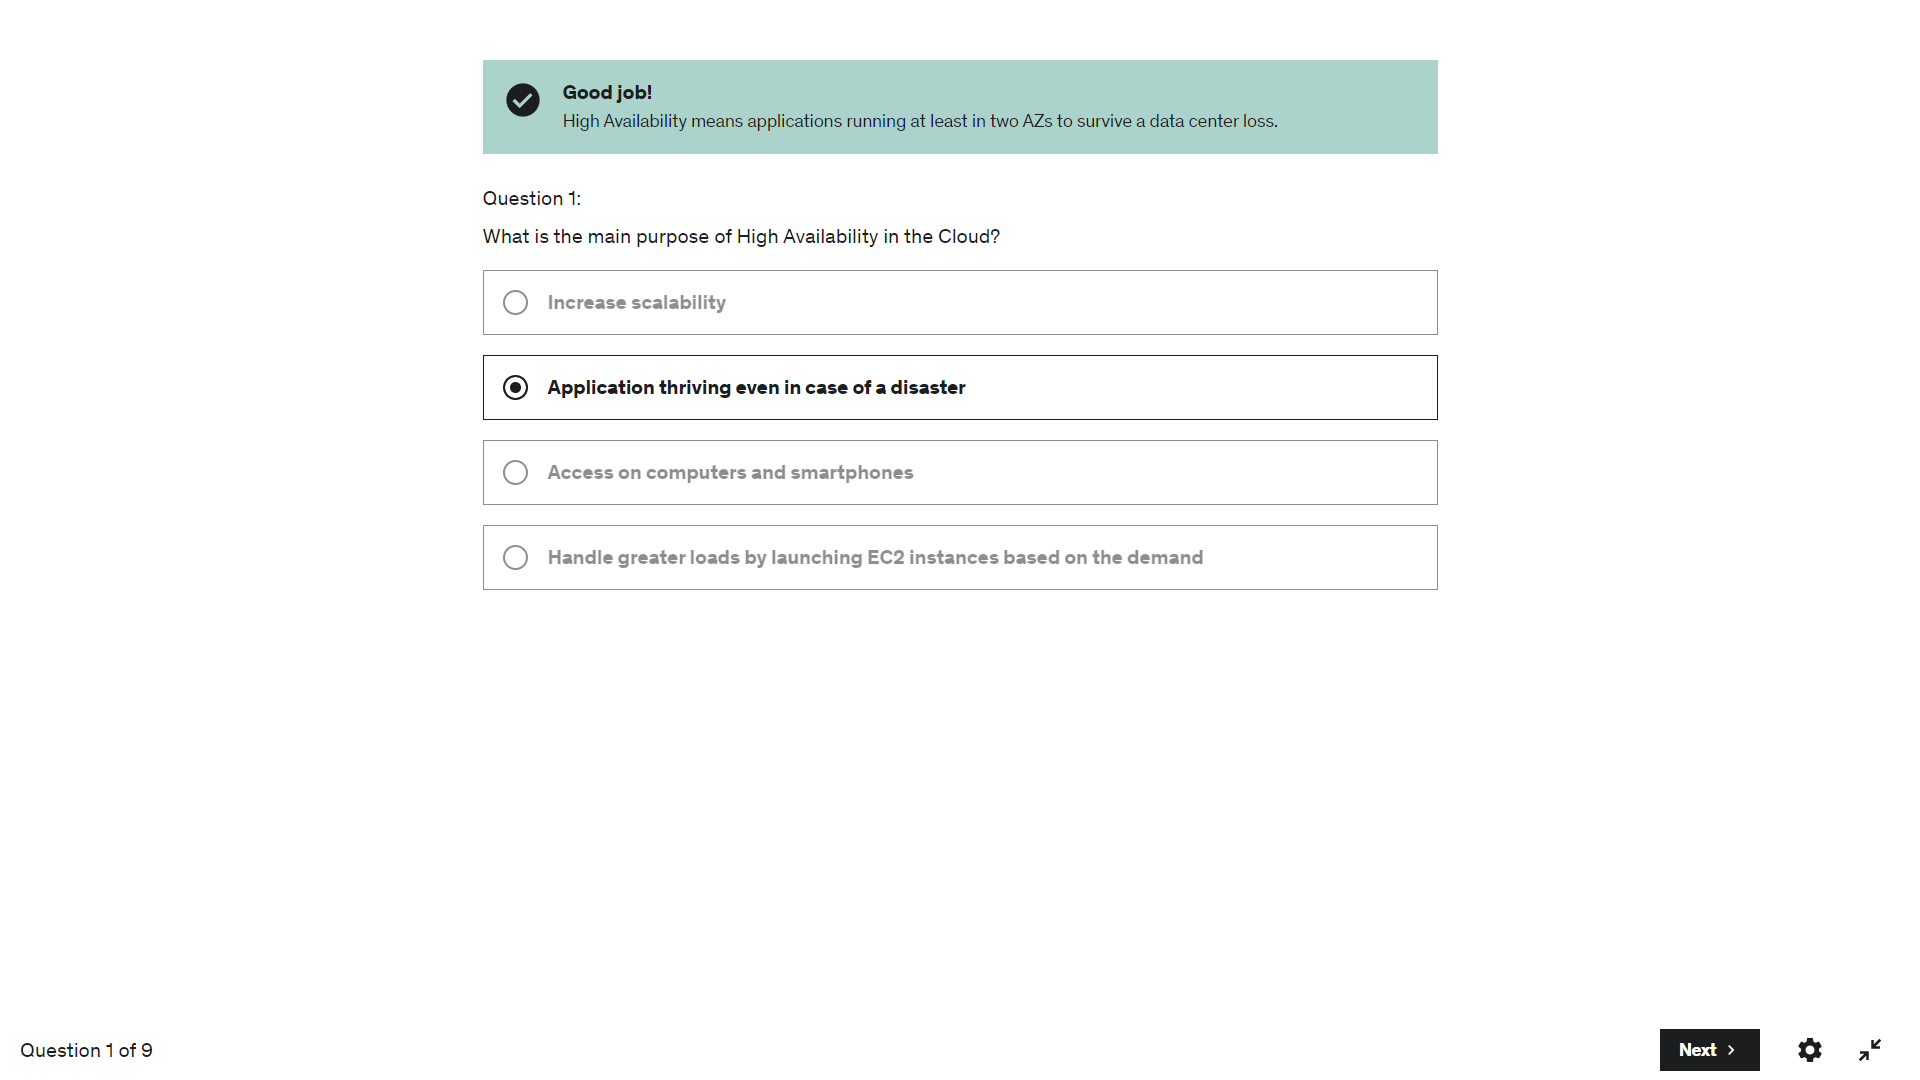 Good job!
High Availability means applications running at least in two AZs to survive a data center loss.
Question 1:
What is the main purpose of High Availability in the Cloud?
Increase scalability
Application thriving even in case of a disaster
Access on computers and smartphones
Handle greater loads by launching EC2 instances based on the demand
Question 1 of 9
Next